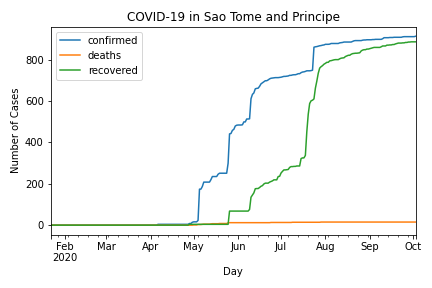 COVID-19 in Sao Tome and Principe
confirmed
deaths
recovered
Number of Cases
800
600
400
200
0
Feb Mar Apr May Jun Jul Aug Sep Oct
2020
Day